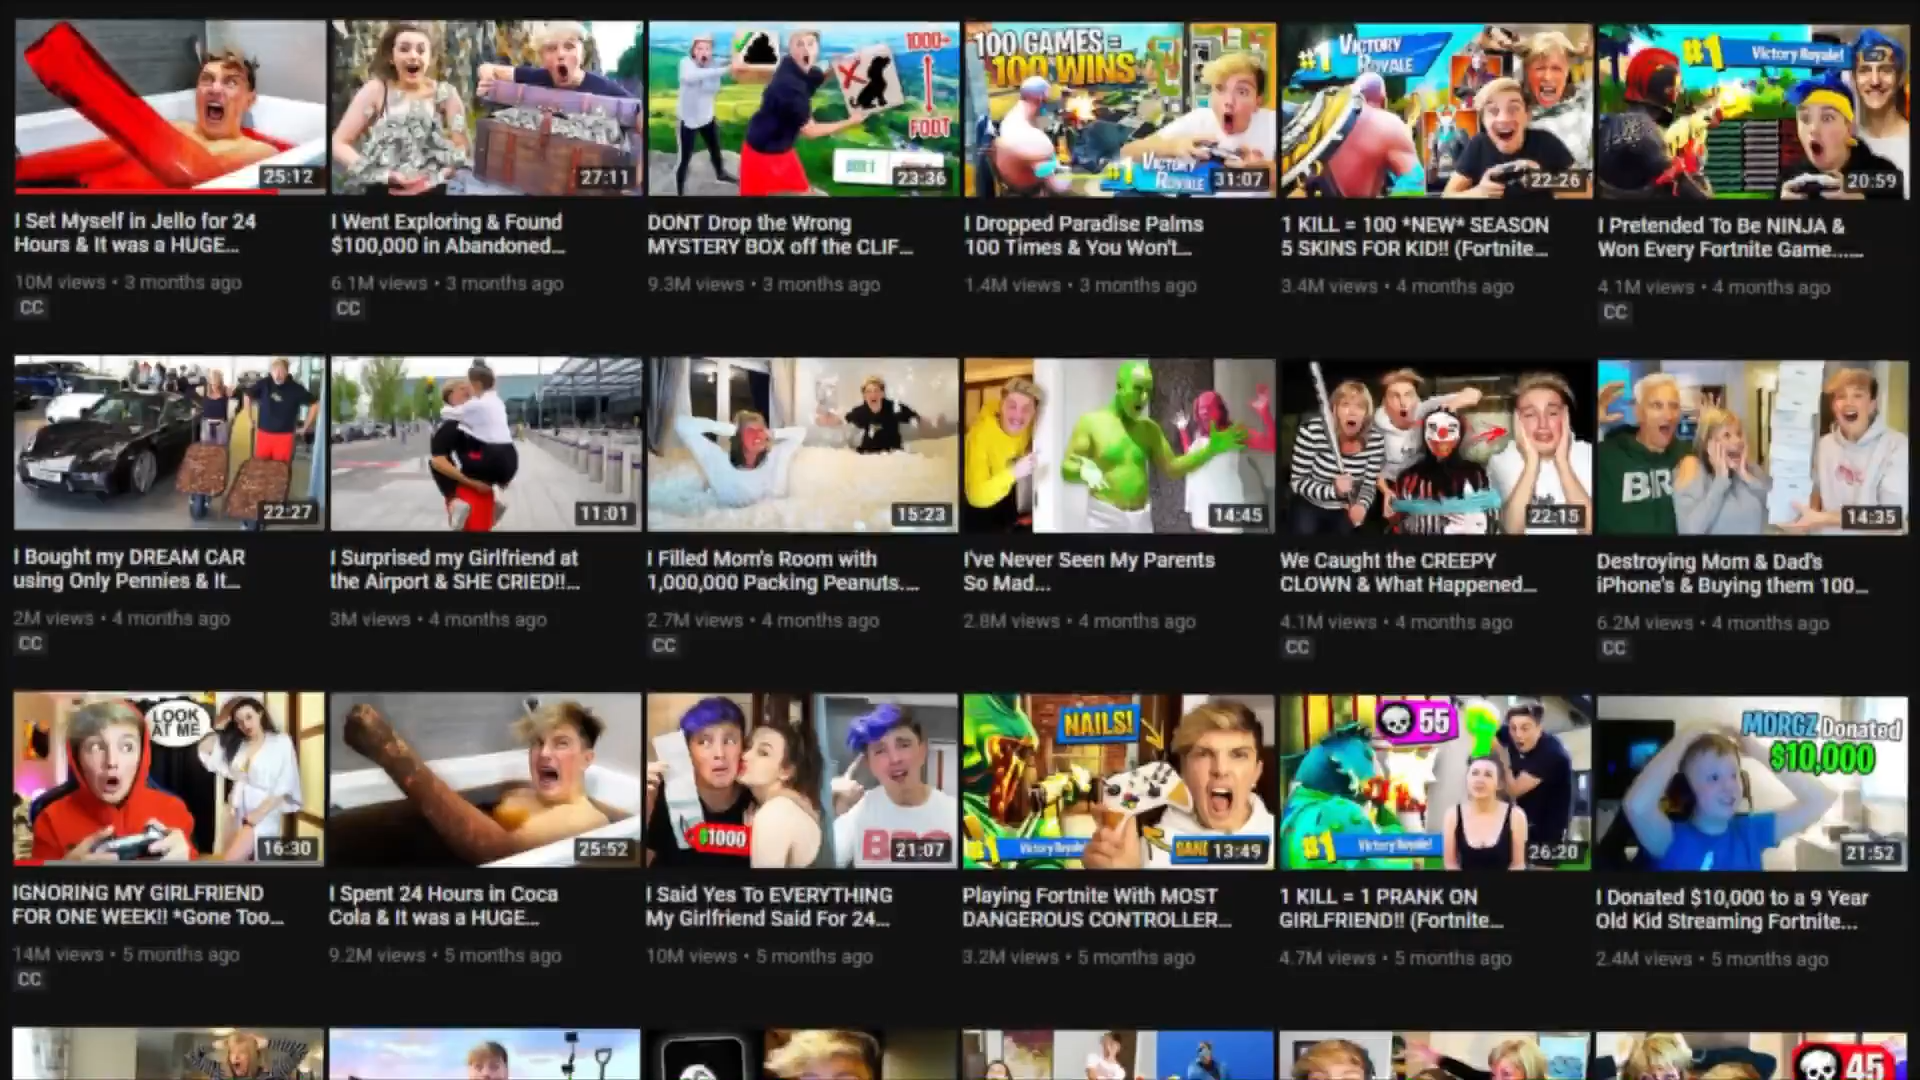 1000+
FOOT
100 GAMES =
100 WINS
#1 VICTORY
ROYALE
#1 VICTORY
ROYALE
#1 Victory Royale!
25:12
27:11
23:36
31:07
22:26
20:59
I Set Myself in Jello for 24
Hours & It was a HUGE...
10M views • 3 months ago
CC
I Went Exploring & Found
$100,000 in Abandoned...
6.1M views • 3 months ago
CC
DONT Drop the Wrong
MYSTERY BOX off the CLIF...
9.3M views • 3 months ago
I Dropped Paradise Palms
100 Times & You Won't...
1.4M views • 3 months ago
1 KILL = 100 *NEW* SEASON
5 SKINS FOR KID!! (Fortnite...
3.4M views • 4 months ago
I Pretended To Be NINJA &
Won Every Fortnite Game......
4.1M views • 4 months ago
CC
22:27
11:01
15:23
14:45
22:15
BIR
14:35
I Bought my DREAM CAR
using Only Pennies & It...
2M views • 4 months ago
CC
I Surprised my Girlfriend at
the Airport & SHE CRIED!!...
3M views • 4 months ago
I Filled Mom's Room with
1,000,000 Packing Peanuts....
2.7M views • 4 months ago
CC
I've Never Seen My Parents
So Mad...
2.8M views • 4 months ago
We Caught the CREEPY
CLOWN & What Happened...
4.1M views • 4 months ago
CC
Destroying Mom & Dad's
iPhone's & Buying them 100...
6.2M views • 4 months ago
CC
LOOK
AT ME
16:30
25:52
$1000
21:07
NAILS!
#1 Victory Royale!
13:49
55
#1 Victory Royale!
26:20
MORGZ Donated
$10,000
21:52
IGNORING MY GIRLFRIEND
FOR ONE WEEK!! *Gone Too...
14M views • 5 months ago
CC
I Spent 24 Hours in Coca
Cola & It was a HUGE...
9.2M views • 5 months ago
I Said Yes To EVERYTHING
My Girlfriend Said For 24...
10M views • 5 months ago
Playing Fortnite With MOST
DANGEROUS CONTROLLER...
3.2M views • 5 months ago
1 KILL = 1 PRANK ON
GIRLFRIEND!! (Fortnite...
4.7M views • 5 months ago
I Donated $10,000 to a 9 Year
Old Kid Streaming Fortnite...
2.4M views • 5 months ago
45